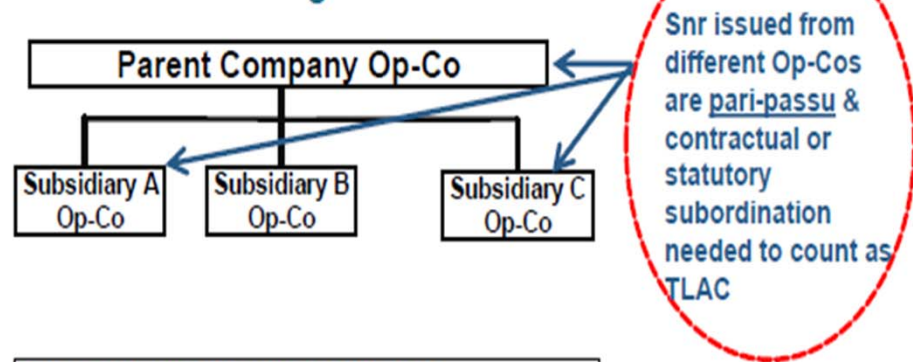 Parent Company Op-Co
Subsidiary A
Op-Co
Subsidiary B
Op-Co
Subsidiary C
Op-Co
Snr issued from
different Op-Cos
are pari-passu &
contractual or
statutory
subordination
needed to count as
TLAC